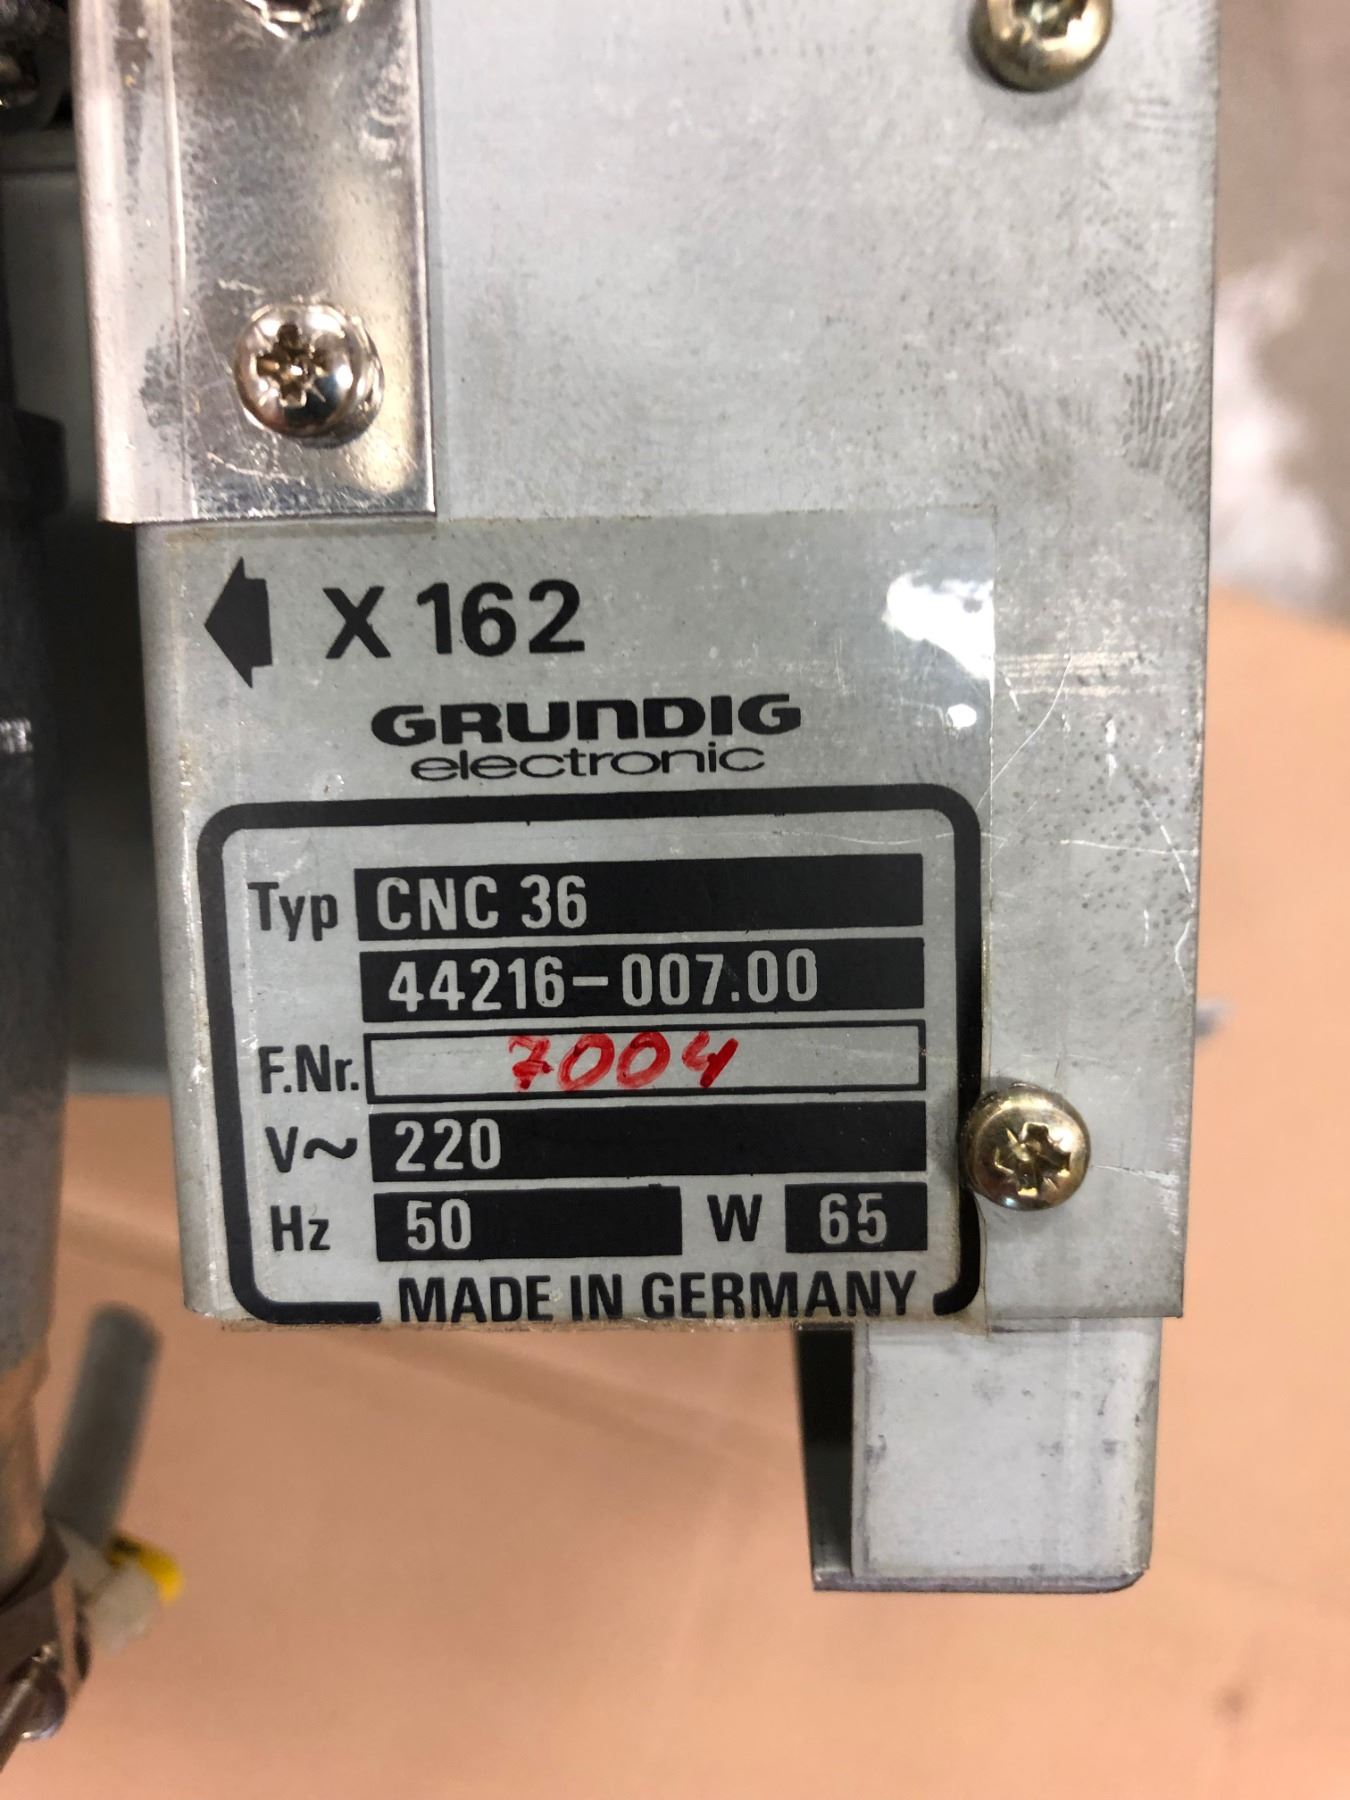 X 162
GRUNDIG
electronic
Typ CNC 36
44216-007.00
F.Nr. 7004
V~ 220
Hz 50 W 65
MADE IN GERMANY